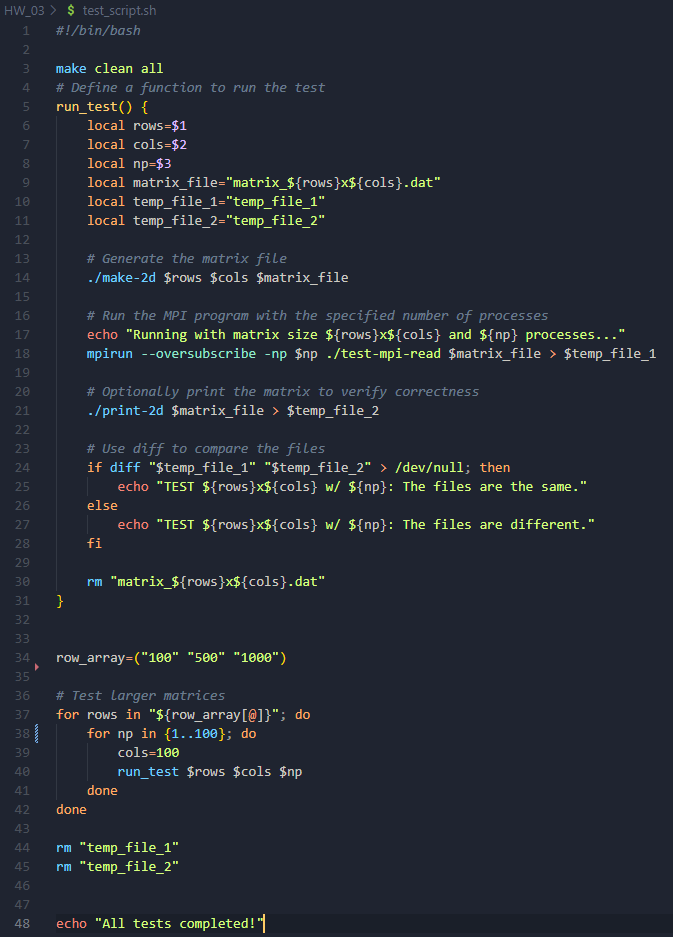 HW_03 > $ test_script.sh
1 #!/bin/bash
2
3 make clean all
4 # Define a function to run the test
5 run_test() {
6     local rows=$1
7     local cols=$2
8     local np=$3
9     local matrix_file="matrix_${rows}x${cols}.dat"
10     local temp_file_1="temp_file_1"
11     local temp_file_2="temp_file_2"
12
13     # Generate the matrix file
14     ./make-2d $rows $cols $matrix_file
15
16     # Run the MPI program with the specified number of processes
17     echo "Running with matrix size ${rows}x${cols} and ${np} processes..."
18     mpirun --oversubscribe -np $np ./test-mpi-read $matrix_file > $temp_file_1
19
20     # Optionally print the matrix to verify correctness
21     ./print-2d $matrix_file > $temp_file_2
22
23     # Use diff to compare the files
24     if diff "$temp_file_1" "$temp_file_2" > /dev/null; then
25         echo "TEST ${rows}x${cols} w/ ${np}: The files are the same."
26     else
27         echo "TEST ${rows}x${cols} w/ ${np}: The files are different."
28     fi
29
30     rm "matrix_${rows}x${cols}.dat"
31 }
32
33
34 row_array=("100" "500" "1000")
35
36 # Test larger matrices
37 for rows in "${row_array[@]}"; do
38     for np in {1..100}; do
39         cols=100
40         run_test $rows $cols $np
41     done
42 done
43
44 rm "temp_file_1"
45 rm "temp_file_2"
46
47
48 echo "All tests completed!"